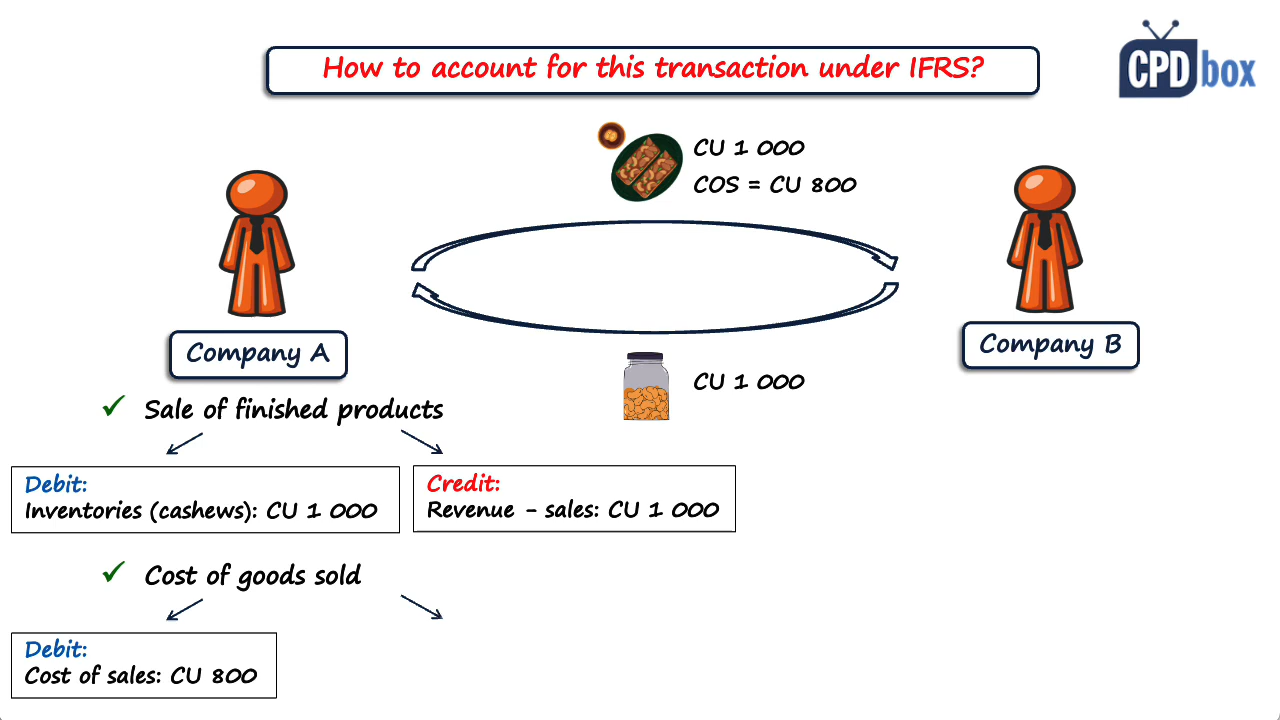 How to account for this transaction under IFRS?
CPD box
CU 1 000
COS = CU 800
Company A
Company B
CU 1 000
✓ Sale of finished products
Debit:
Inventories (cashews): CU 1 000
Credit:
Revenue - sales: CU 1 000
✓ Cost of goods sold
Debit:
Cost of sales: CU 800